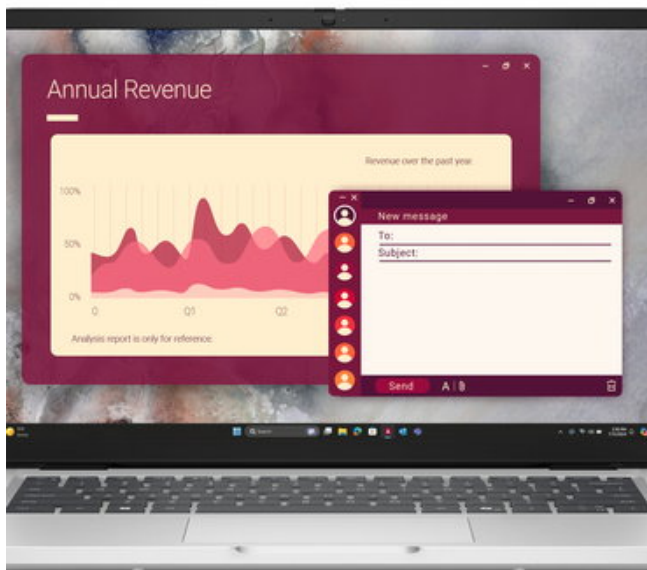 Annual Revenue
Revenue over the past year.
100%
50%
0%
0
Q1
Q2
Analysis report is only for reference.
New message
To:
Subject:
Send
A
Search